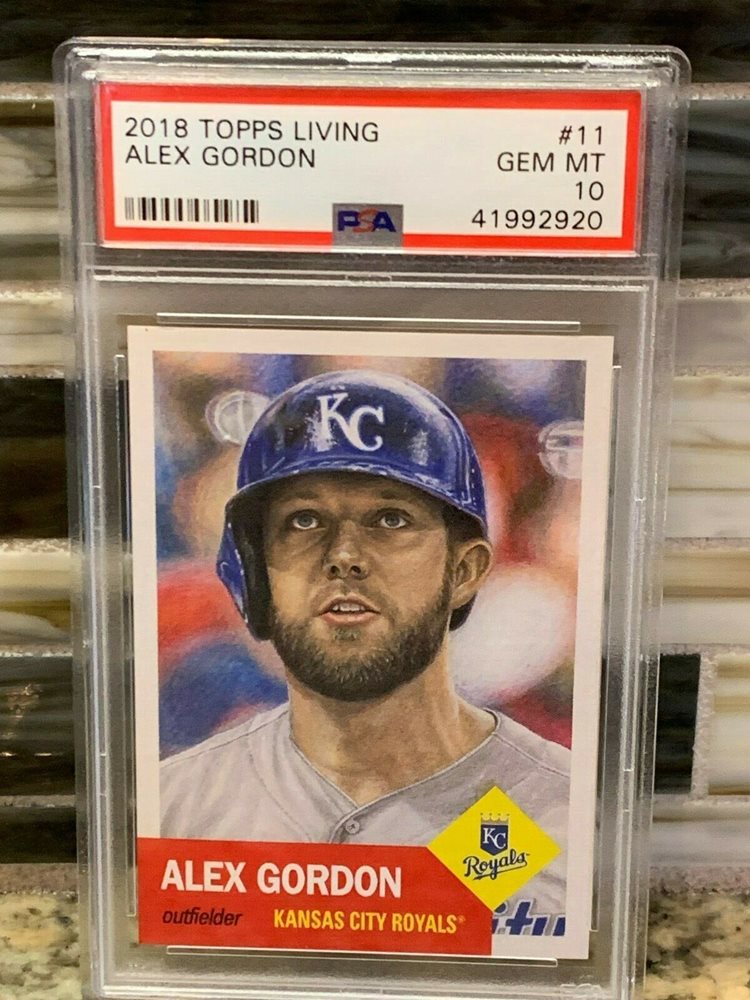 2018 TOPPS LIVING #11
ALEX GORDON GEM MT
10
PSA 41992920
KC
KC
Royals
ALEX GORDON
outfielder KANSAS CITY ROYALS®
ity